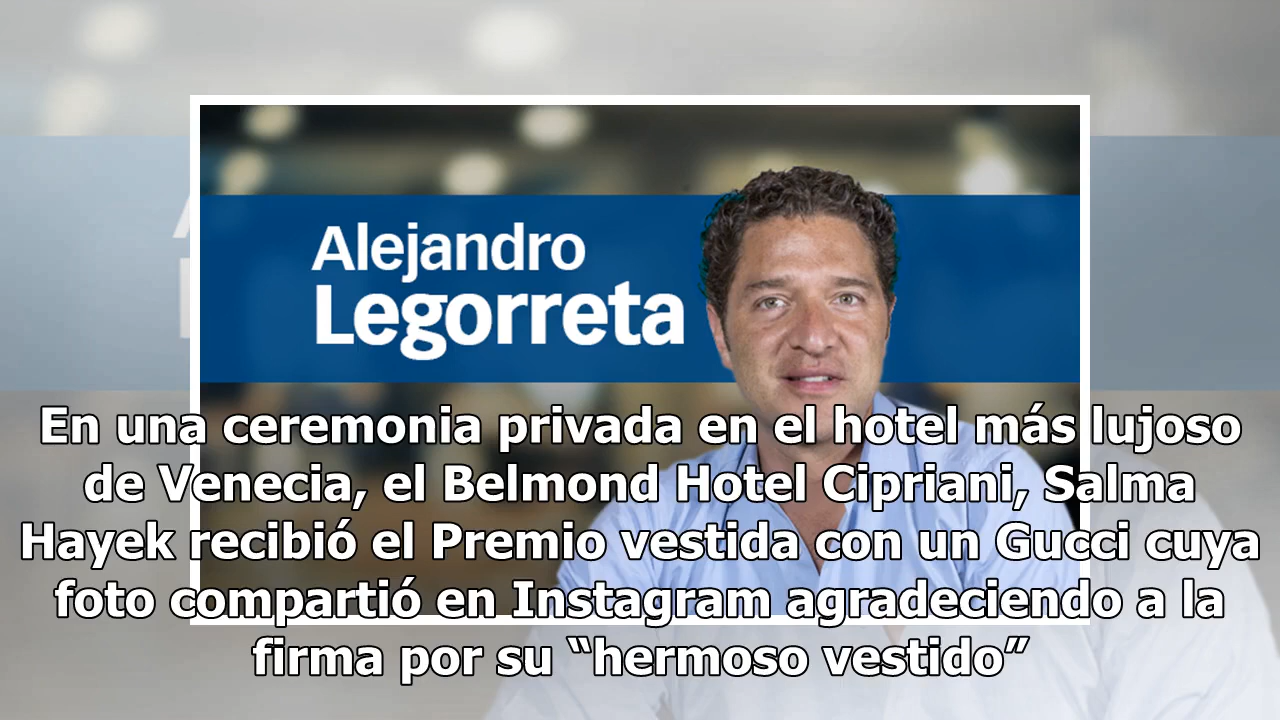 Alejandro
Legorreta
En una ceremonia privada en el hotel más lujoso
de Venecia, el Belmond Hotel Cipriani, Salma
Hayek recibió el Premio vestida con un Gucci cuya
foto compartió en Instagram agradeciendo a la
firma por su “hermoso vestido”